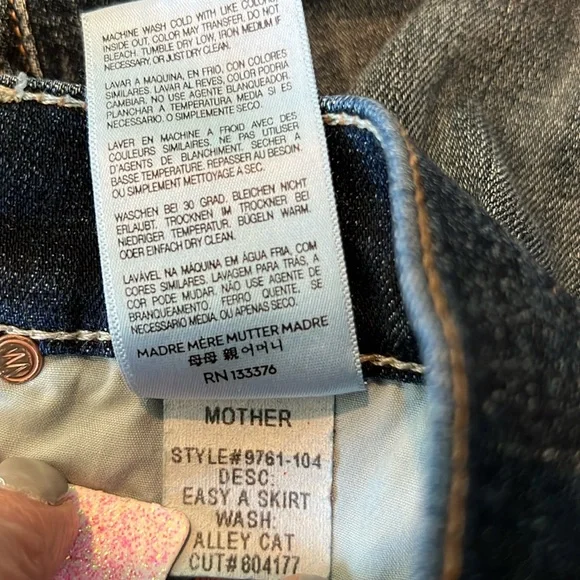 MACHINE WASH COLD WITH LIKE COLORS
INSIDE OUT, COLOR MAY TRANSFER, DO NOT
BLEACH. TUMBLE DRY LOW, IRON MEDIUM IF
NECESSARY, OR JUST DRY CLEAN.
LAVAR A MAQUINA, EN FRIO, CON COLORES
SIMILARES. LAVAR AL REVES, COLOR PODRIA
CAMBIAR. NO USE AGENTE BLANQUEADOR.
PLANCHAR A TEMPERATURA MEDIA SI ES
NECESARIO. O SIMPLEMENTE SECO.
LAVER EN MACHINE A FROID AVEC DES
COULEURS SIMILAIRES. NE PAS UTILISER
D'AGENTS DE BLANCHIMENT. SECHER A
BASSE TEMPERATURE. REPASSER AU BESOIN.
OU SIMPLEMENT METTOYAGE A SEC.
WASCHEN BEI 30 GRAD, BLEICHEN NICHT
ERLAUBT, TROCKNEN IM TROCKNER BEI
NIEDRIGER TEMPERATUR, BÜGELN WARM.
ODER EINFACH DRY CLEAN.
LAVÁVEL NA MÁQUINA EM ÁGUA FRIA, COM
CORES SIMILARES. LAVAGEM PARA TRÁS, A
COR PODE MUDAR. NÃO USE AGENTE DE
BRANQUEAMENTO. FERRO QUENTE, SE
NECESSÁRIO MEDIA, OU APENAS SECO.
MADRE MÈRE MUTTER MADRE
母母 親 어머니
RN 133376
MOTHER
STYLE#9761-104
DESC:
EASY A SKIRT
WASH:
ALLEY CAT
CUT#804177